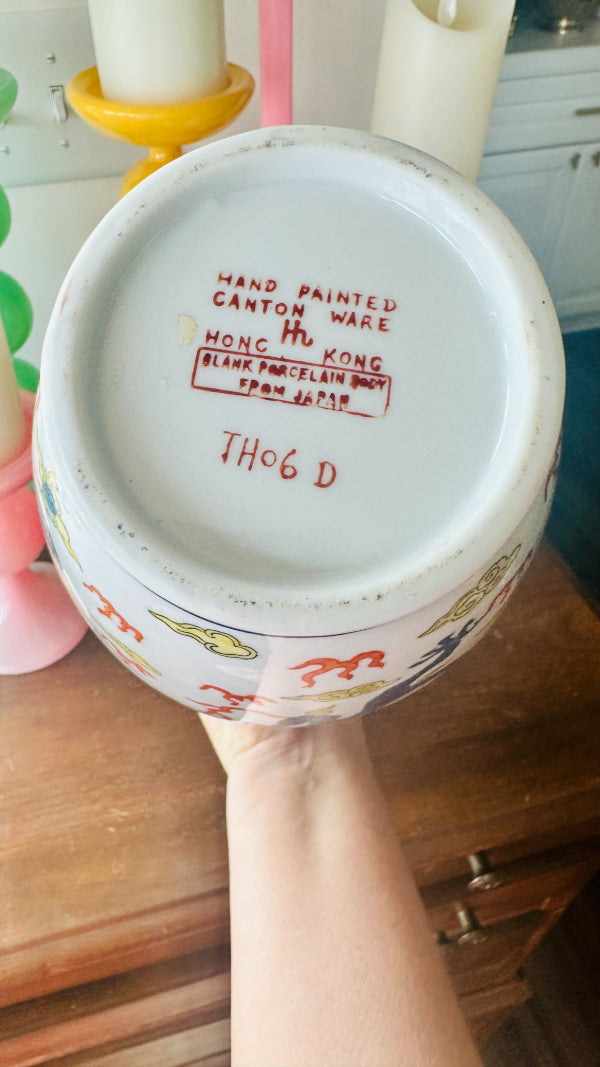 HAND PAINTED
CANTON WARE
HONG KONG
BLANK PORCELAIN BODY
FROM JAPAN
TH06 D